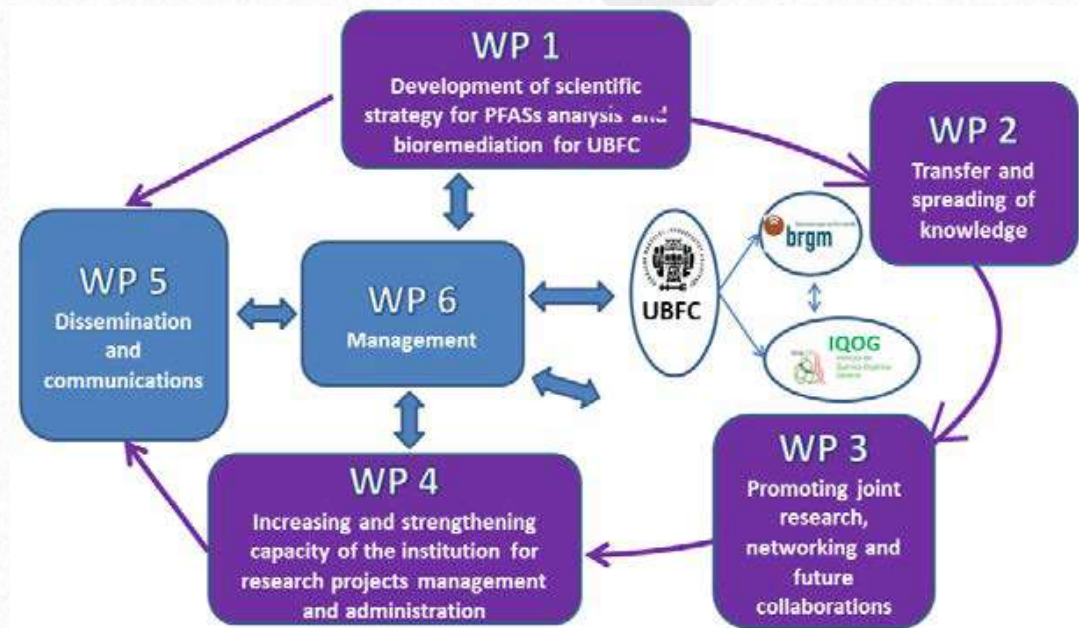 WP 1
Development of scientific
strategy for PFASs analysis and
bioremediation for UBFC
WP 2
Transfer and
spreading of
knowledge
brgm
UBFC
IQOG
WP 5
Dissemination
and
communications
WP 6
Management
WP 3
Promoting joint
research,
networking and
future
collaborations
WP 4
Increasing and strengthening
capacity of the institution for
research projects management
and administration